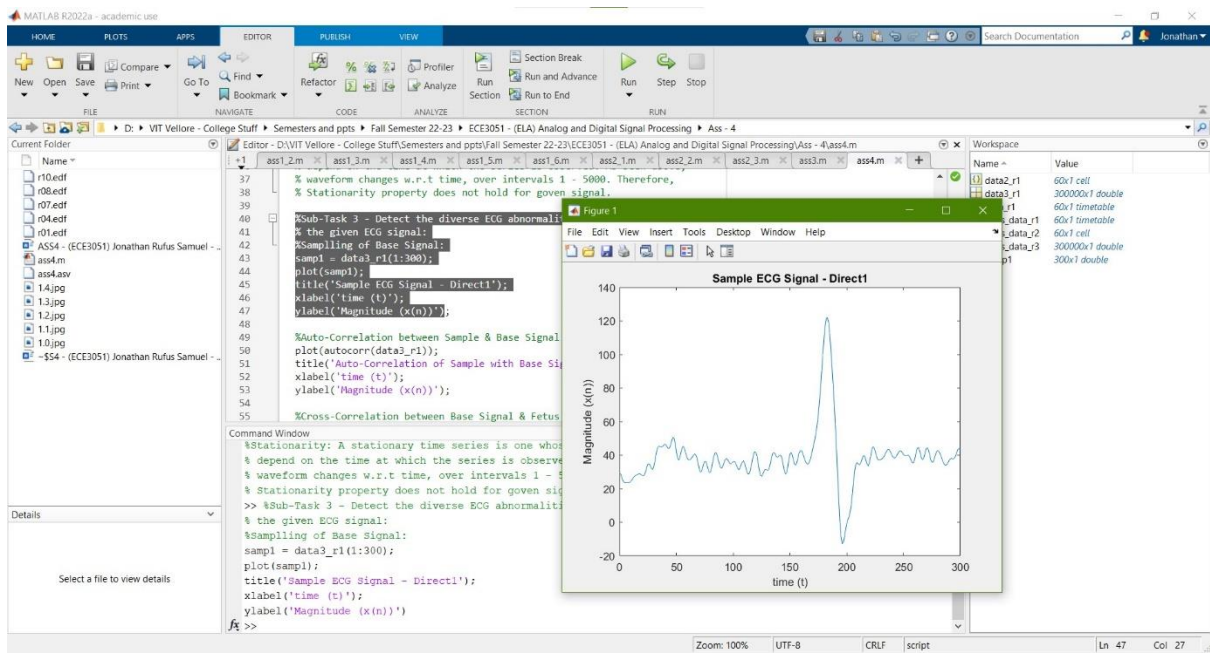 MATLAB R2022a - academic use
HOME PLOTS APPS EDITOR PUBLISH VIEW Search Documentation Jonathan
New Open Save Compare Print Go To Find Bookmark Refactor Profiler Analyze Run Section Section Break Run and Advance Run to End Run Step Stop
FILE NAVIGATE CODE ANALYZE SECTION RUN
D: VIT Vellore - College Stuff Semesters and ppts Fall Semester 22-23 ECE3051 - (ELA) Analog and Digital Signal Processing Ass - 4
Current Folder
Name
r10.edf
r08.edf
r07.edf
r04.edf
r01.edf
ASS4 - (ECE3051) Jonathan Rufus Samuel - ...
ass4.m
ass4.asv
1.4.jpg
1.3.jpg
1.2.jpg
1.1.jpg
1.0.jpg
~$S4 - (ECE3051) Jonathan Rufus Samuel - ...
Details
Select a file to view details
Editor - D:\VIT Vellore - College Stuff\Semesters and ppts\Fall Semester 22-23\ECE3051 - (ELA) Analog and Digital Signal Processing\Ass - 4\ass4.m
+1 ass1_2.m ass1_3.m ass1_4.m ass1_5.m ass1_6.m ass2_1.m ass2_2.m ass2_3.m ass3.m ass4.m +
37 % waveform changes w.r.t time, over intervals 1 - 5000. Therefore,
38 % Stationarity property does not hold for goven signal.
39
40 %Sub-Task 3 - Detect the diverse ECG abnormalit
41 % the given ECG signal:
42 %Samplling of Base Signal:
43 samp1 = data3_r1(1:300);
44 plot(samp1);
45 title('Sample ECG Signal - Direct1');
46 xlabel('time (t)');
47 ylabel('Magnitude (x(n))');
48
49 %Auto-Correlation between Sample & Base Signal
50 plot(autocorr(data3_r1));
51 title('Auto-Correlation of Sample with Base Sig
52 xlabel('time (t)');
53 ylabel('Magnitude (x(n))');
54
55 %Cross-Correlation between Base Signal & Fetus
Command Window
%Stationarity: A stationary time series is one whos
% depend on the time at which the series is observe
% waveform changes w.r.t time, over intervals 1 - 5
% Stationarity property does not hold for goven sig
>> %Sub-Task 3 - Detect the diverse ECG abnormaliti
% the given ECG signal:
%Samplling of Base Signal:
samp1 = data3_r1(1:300);
plot(samp1);
title('Sample ECG Signal - Direct1');
xlabel('time (t)');
ylabel('Magnitude (x(n))')
fx >>
Figure 1
File Edit View Insert Tools Desktop Window Help
Sample ECG Signal - Direct1
Magnitude (x(n))
140
120
100
80
60
40
20
0
-20
0 50 100 150 200 250 300
time (t)
Workspace
Name Value
data2_r1 60x1 cell
data3_r1 300000x1 double
_r1 60x1 timetable
s_data_r1 60x1 timetable
s_data_r2 60x1 cell
s_data_r3 300000x1 double
p1 300x1 double
Zoom: 100% UTF-8 CRLF script Ln 47 Col 27